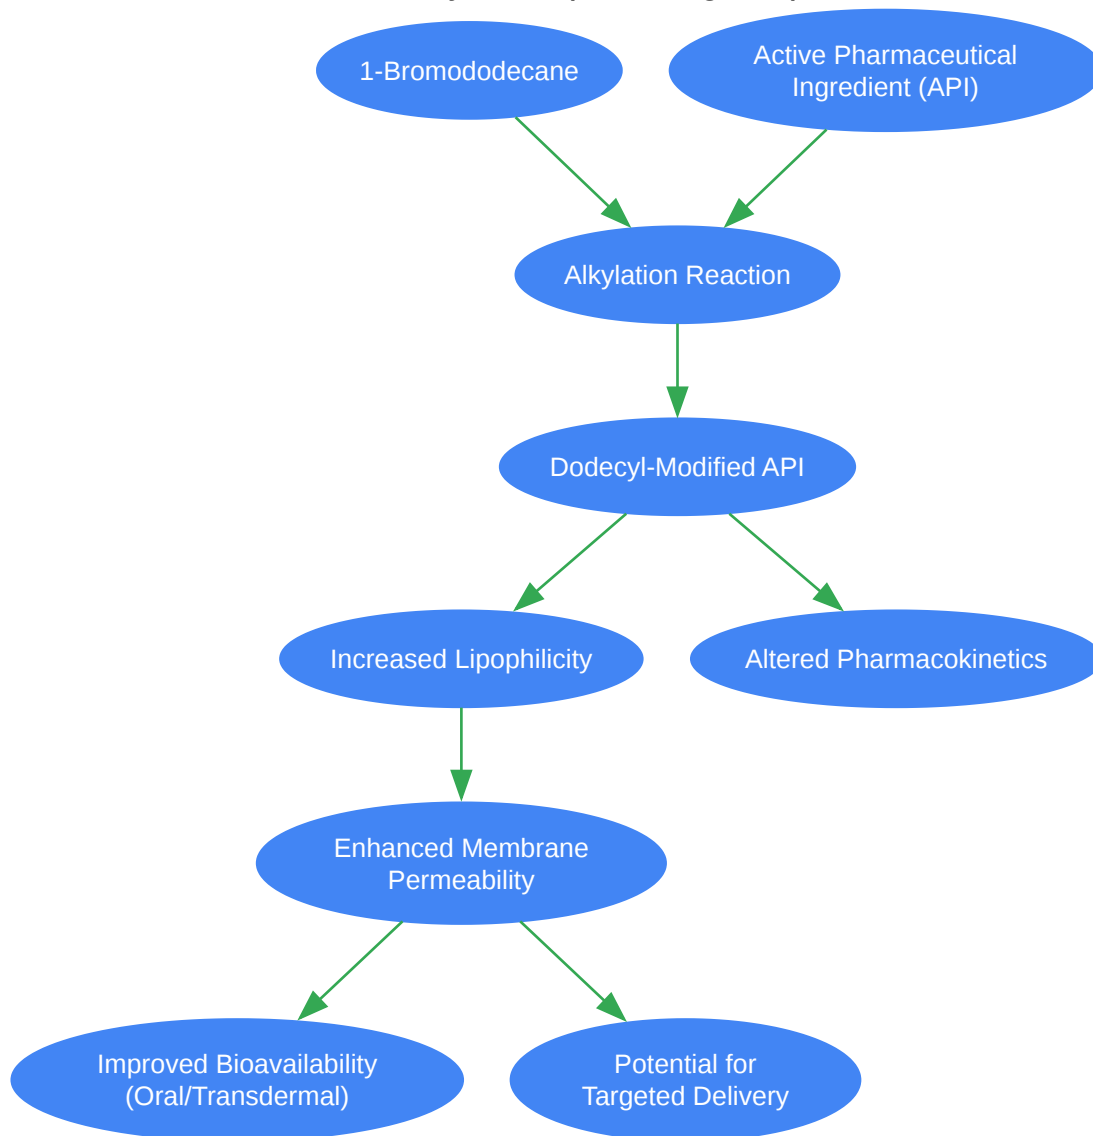 1-Bromododecane
Active Pharmaceutical
Ingredient (API)
Alkylation Reaction
Dodecyl-Modified API
Increased Lipophilicity
Altered Pharmacokinetics
Enhanced Membrane
Permeability
Improved Bioavailability
(Oral/Transdermal)
Potential for
Targeted Delivery